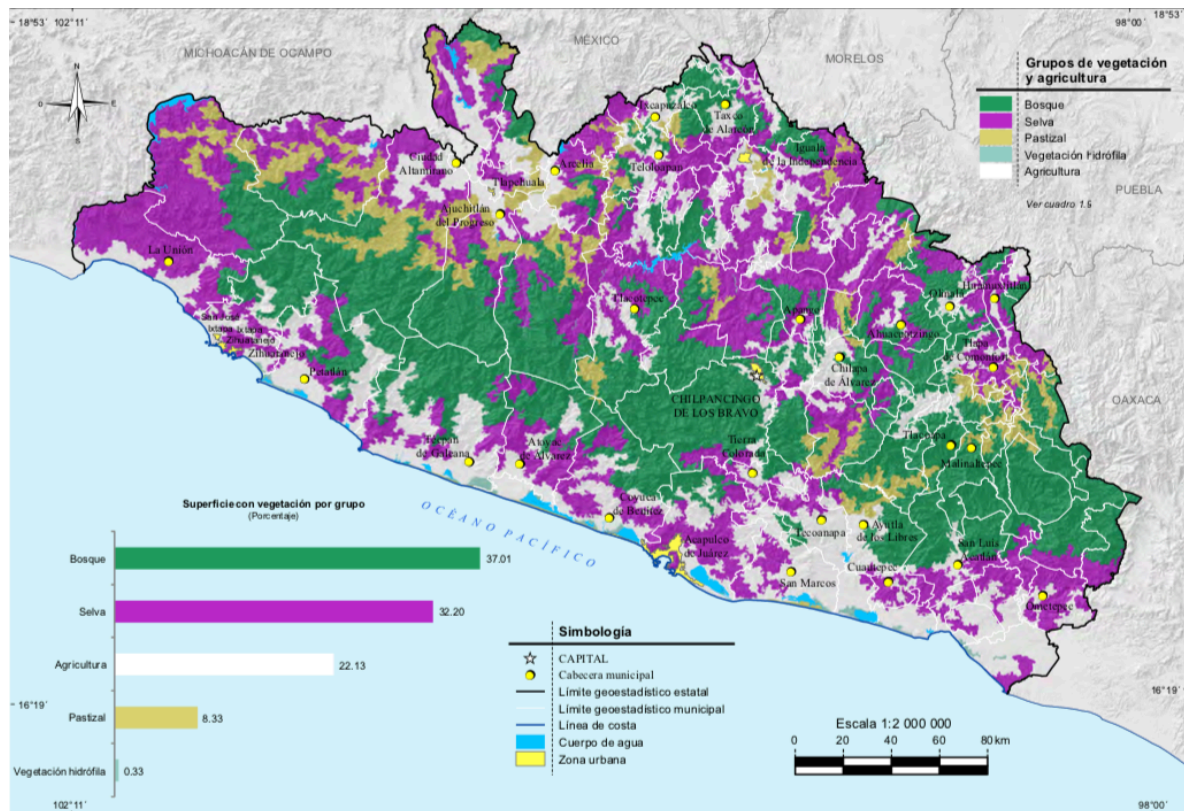 18°53´ 102°11´
98°00´ 18°53´
MICHOACÁN DE OCAMPO
MÉXICO
MORELOS
PUEBLA
OAXACA
N
O
E
S
Grupos de vegetación
y agricultura
Bosque
Selva
Pastizal
Vegetación hidrófila
Agricultura
Ver cuadro 1.6
Taxco
de Alarcón
Iguala
de la Independencia
Teloloapan
Ciudad
Altamirano
Arcelia
Tlapehuala
Ajuchitlán
del Progreso
La Unión
San José
Ixtapa
Zihuatanejo
Petatlán
Tlacotepec
Apango
Ahuacuotzingo
Olinalá
Chilapa
de Álvarez
CHILPANCINGO
DE LOS BRAVO
Tlacoapa
Malinaltepec
Tierra
Colorada
Técpan
de Galeana
Atoyac
de Álvarez
Coyuca
de Benítez
Acapulco
de Juárez
Tecoanapa
Ayutla
de los Libres
San Luis
Acatlán
San Marcos
Cuautepec
Ometepec
OCÉANO PACÍFICO
Superficie con vegetación por grupo
(Porcentaje)
Bosque
37.01
Selva
32.20
Agricultura
22.13
Pastizal
8.33
Vegetación hidrófila
0.33
Simbología
CAPITAL
Cabecera municipal
Límite geoestadístico estatal
Límite geoestadístico municipal
Línea de costa
Cuerpo de agua
Zona urbana
Escala 1:2 000 000
0 20 40 60 80 km
16°19´
16°19´
102°11´
98°00´